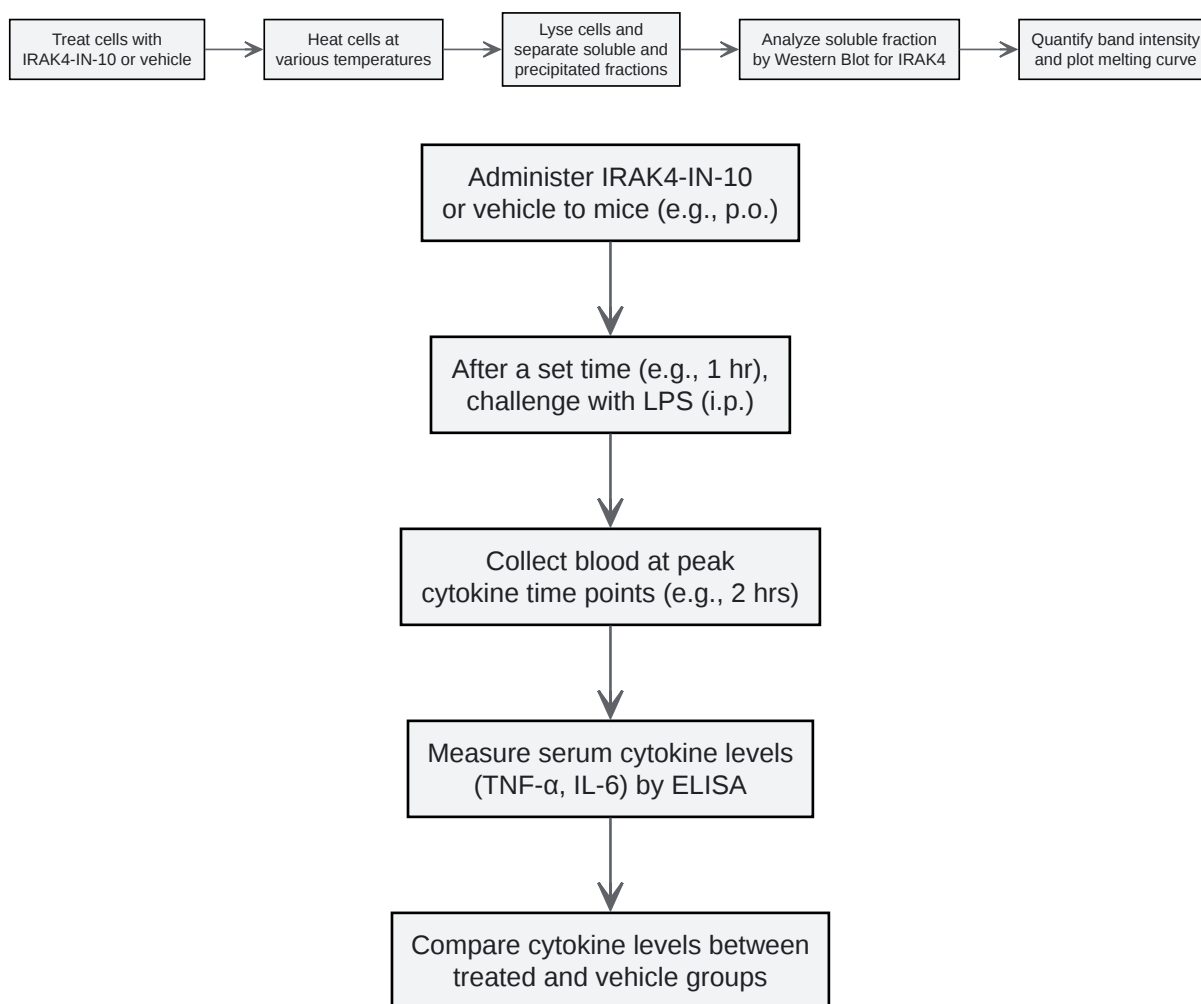 Treat cells with
IRAK4-IN-10 or vehicle
Heat cells at
various temperatures
Lyse cells and
separate soluble and
precipitated fractions
Analyze soluble fraction
by Western Blot for IRAK4
Quantify band intensity
and plot melting curve
Administer IRAK4-IN-10
or vehicle to mice (e.g., p.o.)
After a set time (e.g., 1 hr),
challenge with LPS (i.p.)
Collect blood at peak
cytokine time points (e.g., 2 hrs)
Measure serum cytokine levels
(TNF-α, IL-6) by ELISA
Compare cytokine levels between
treated and vehicle groups